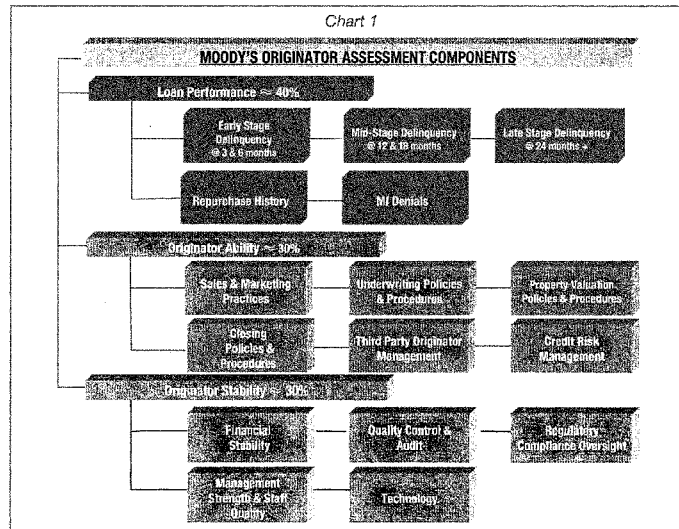 Chart 1
MOODY'S ORIGINATOR ASSESSMENT COMPONENTS
Loan Performance ≈ 40%
Early Stage
Delinquency
@ 3 & 6 months
Mid-Stage Delinquency
@ 12 & 18 months
Late Stage Delinquency
@ 24 months +
Repurchase History
MI Denials
Originator Ability ≈ 30%
Sales & Marketing
Practices
Underwriting Policies
& Procedures
Property Valuation
Policies & Procedures
Closing
Policies &
Procedures
Third Party Originator
Management
Credit Risk
Management
Originator Stability ≈ 30%
Financial
Stability
Quality Control &
Audit
Regulatory
Compliance Oversight
Management
Strength & Staff
Quality
Technology